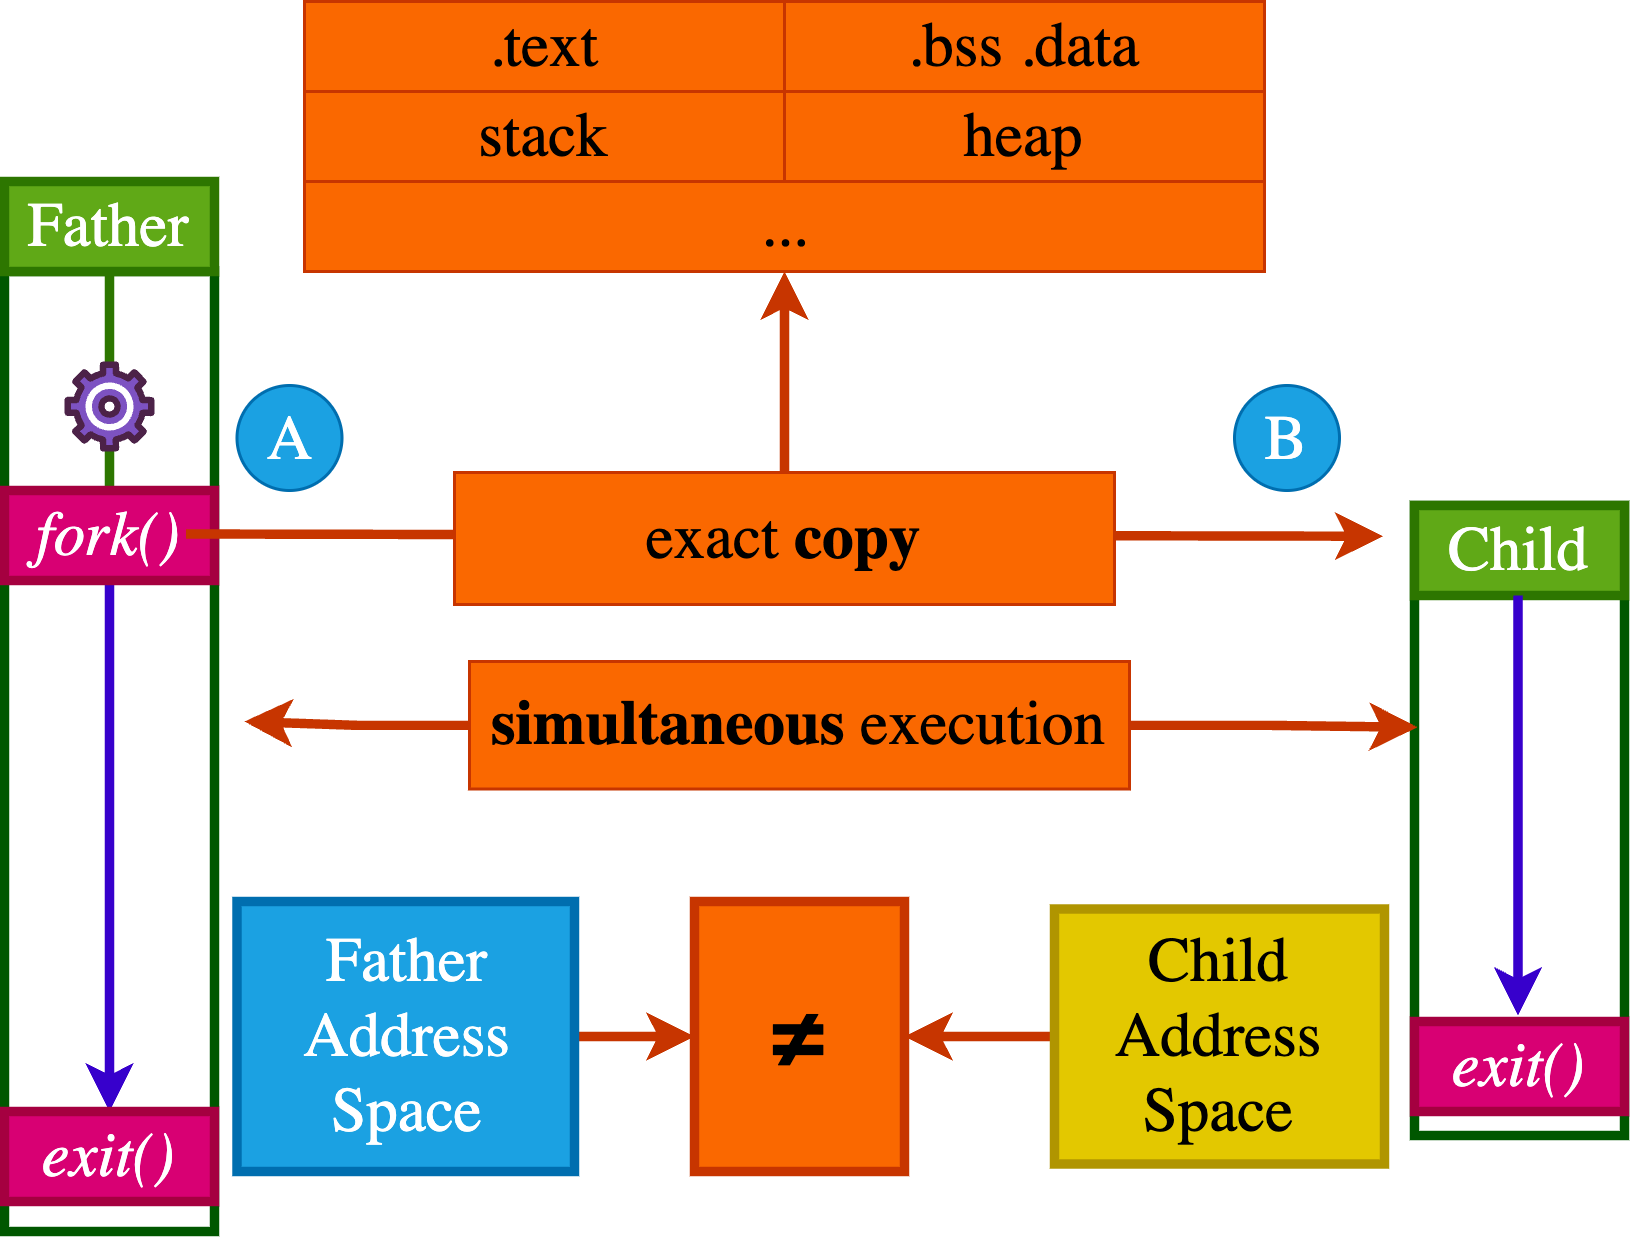 .text
.bss .data
stack
heap
...
Father
A
B
fork()
exact copy
Child
simultaneous execution
Father
Address
Space
≠
Child
Address
Space
exit()
exit()